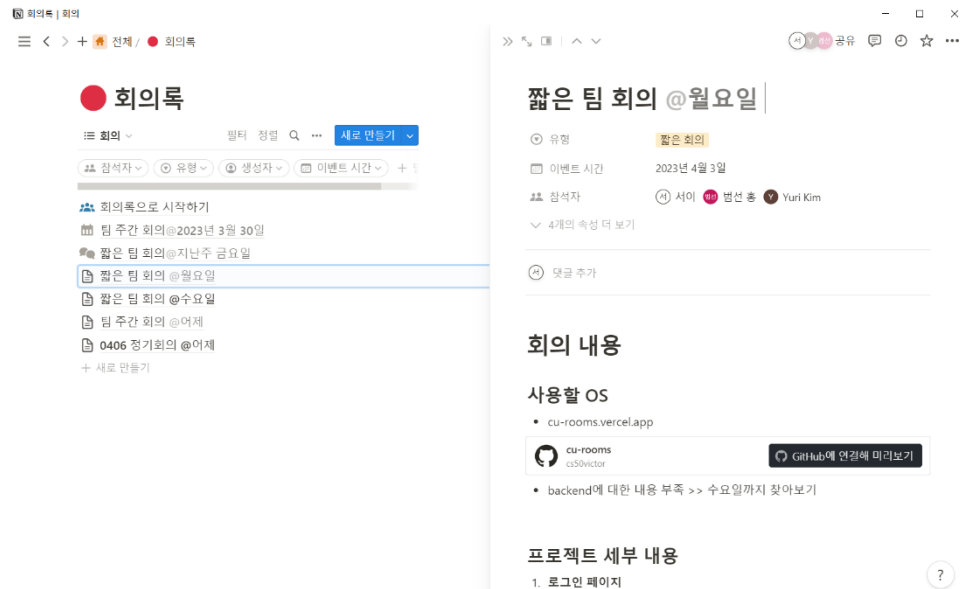 회의록 | 회의
전체 / 회의록
회의록
회의
필터 정렬
새로 만들기
참석자
유형
생성자
이벤트 시간
회의록으로 시작하기
팀 주간 회의@2023년 3월 30일
짧은 팀 회의@지난주 금요일
짧은 팀 회의 @월요일
짧은 팀 회의 @수요일
팀 주간 회의 @어제
0406 정기회의 @어제
+ 새로 만들기
서 Y 범선 공유
짧은 팀 회의 @월요일
유형 짧은 회의
이벤트 시간 2023년 4월 3일
참석자 서 서이 범선 범선 홍 Y Yuri Kim
4개의 속성 더 보기
서 댓글 추가
회의 내용
사용할 OS
• cu-rooms.vercel.app
cu-rooms
cs50victor
GitHub에 연결해 미리보기
• backend에 대한 내용 부족 >> 수요일까지 찾아보기
프로젝트 세부 내용
1. 로그인 페이지
?